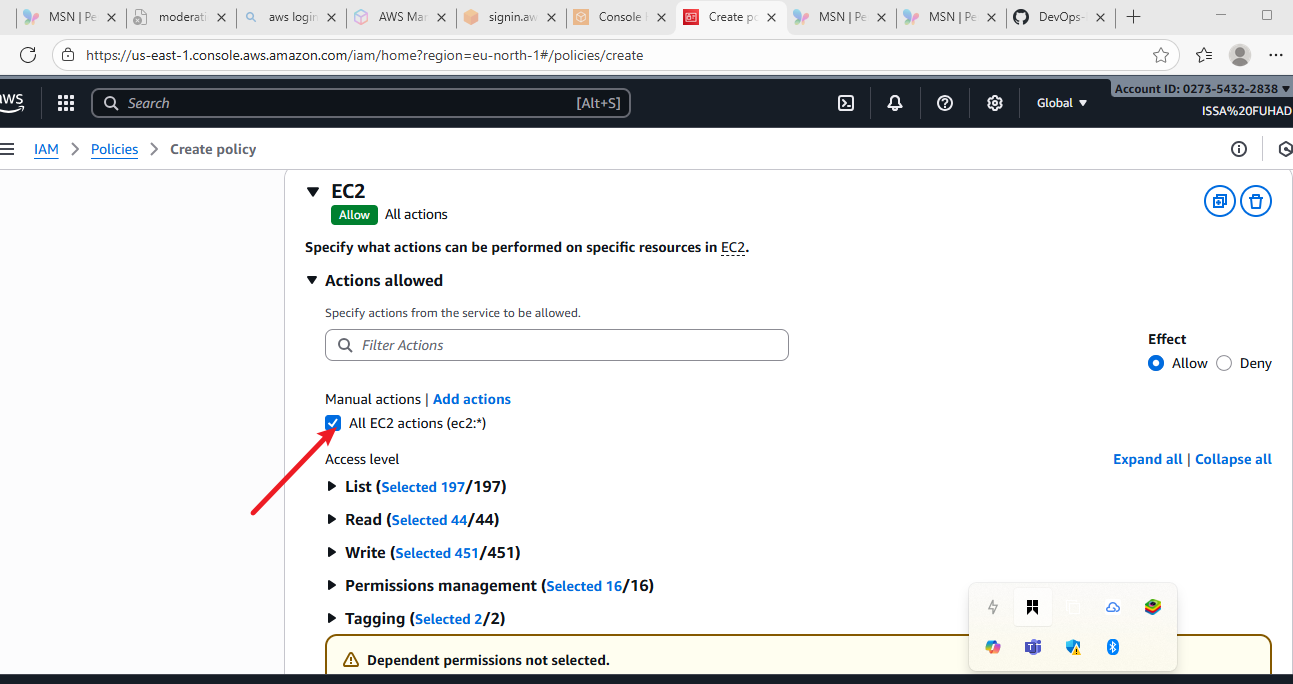 MSN | Pe
moderati
aws login
AWS Mar
signin.aw
Console
Create po
MSN | Pe
MSN | Pe
DevOps-
https://us-east-1.console.aws.amazon.com/iam/home?region=eu-north-1#/policies/create
aws
Search
[Alt+S]
Global
Account ID: 0273-5432-2838
ISSA%20FUHAD
IAM > Policies > Create policy
EC2
Allow All actions
Specify what actions can be performed on specific resources in EC2.
Actions allowed
Specify actions from the service to be allowed.
Filter Actions
Effect
Allow Deny
Manual actions | Add actions
All EC2 actions (ec2:*)
Access level
Expand all | Collapse all
List (Selected 197/197)
Read (Selected 44/44)
Write (Selected 451/451)
Permissions management (Selected 16/16)
Tagging (Selected 2/2)
Dependent permissions not selected.